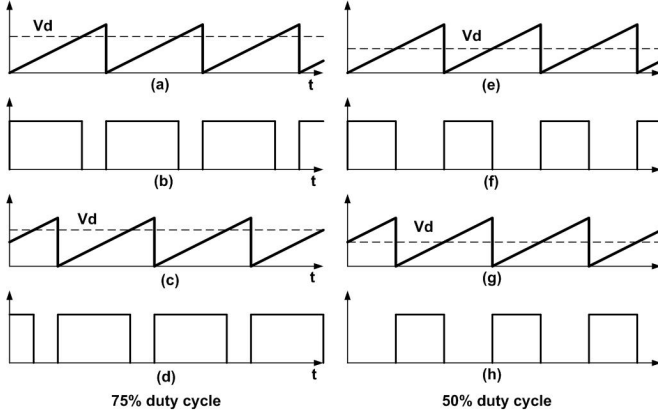 Vd
(a)
t
(b)
t
Vd
(c)
t
(d)
t
75% duty cycle
Vd
(e)
(f)
Vd
(g)
(h)
50% duty cycle